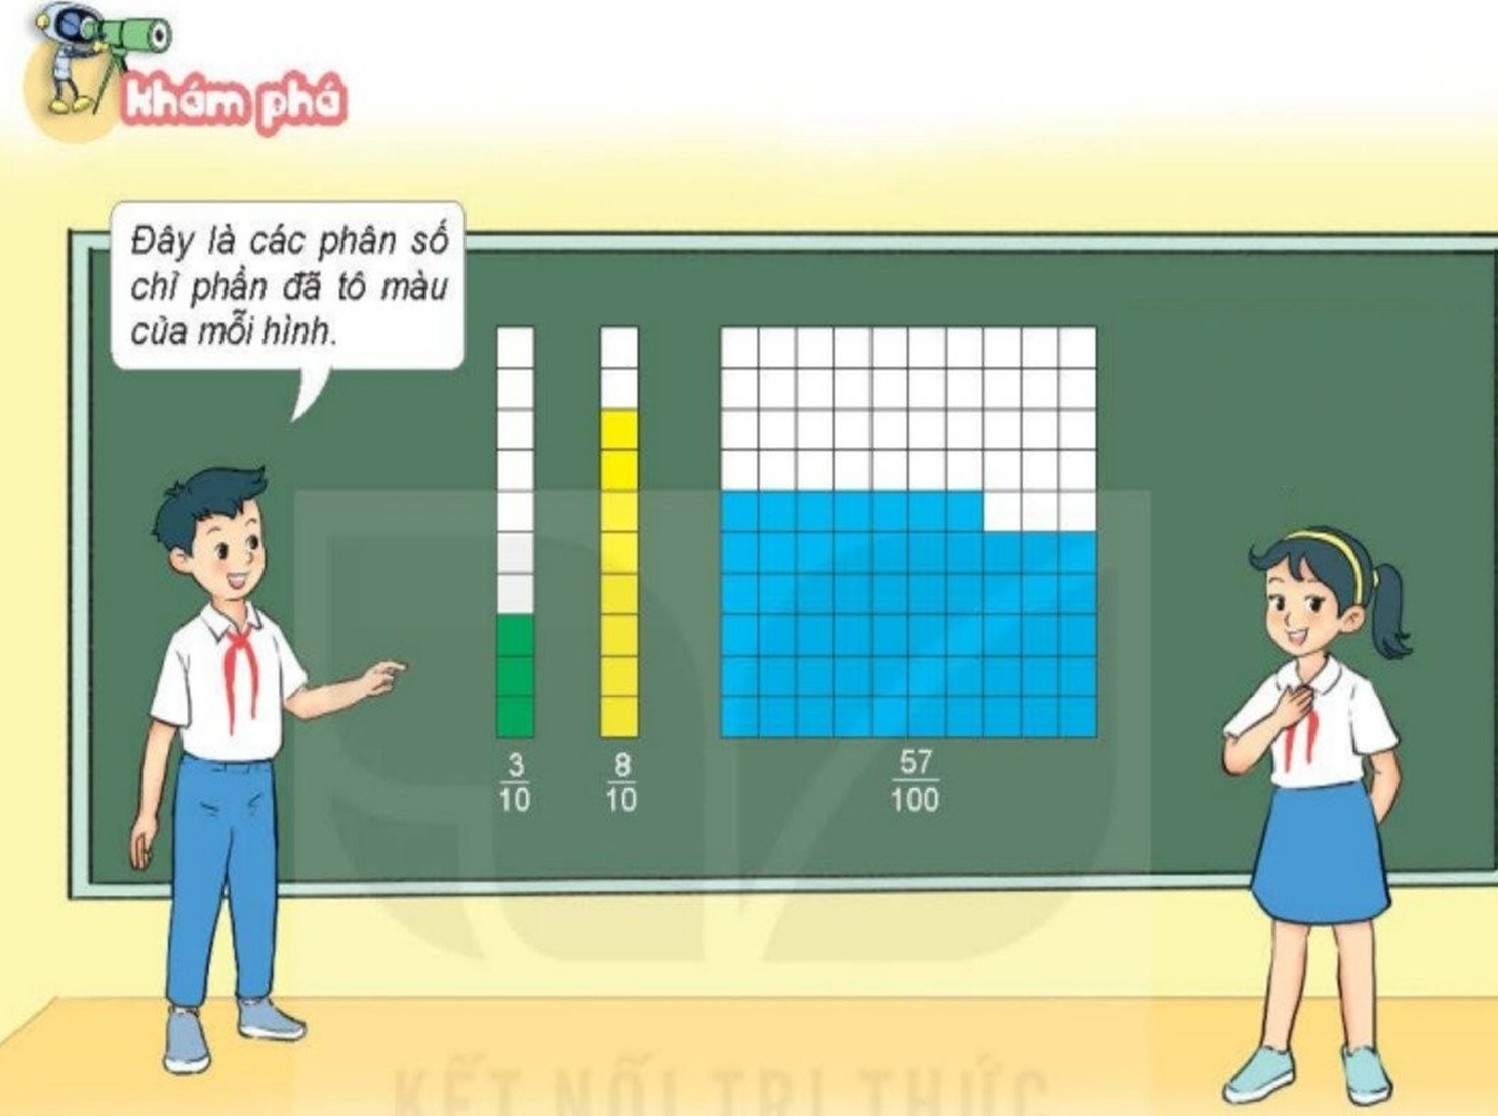 khám phá
Đây là các phân số
chỉ phần đã tô màu
của mỗi hình.
3
10
8
10
57
100
KẾT NỐI TRI THỨC